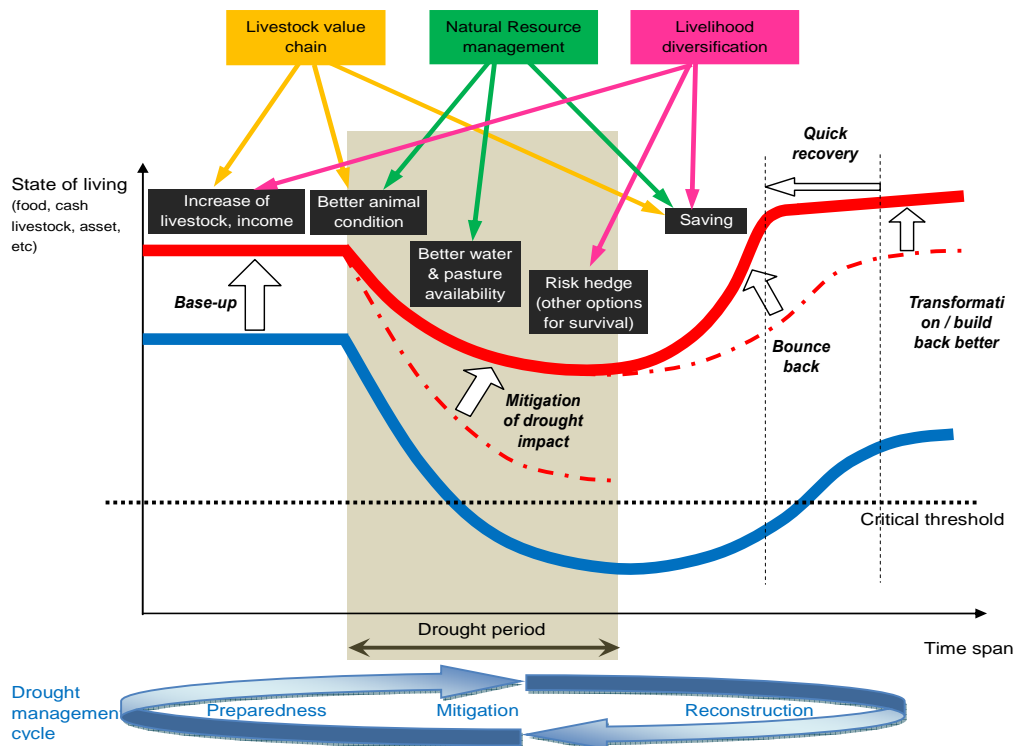 Livestock value
chain
Natural Resource
management
Livelihood
diversification
Quick
recovery
State of living
(food, cash
livestock, asset,
etc)
Increase of
livestock, income
Better animal
condition
Saving
Better water
& pasture
availability
Risk hedge
(other options
for survival)
Base-up
Transformati
on / build
back better
Bounce
back
Mitigation
of drought
impact
Critical threshold
Drought period
Time span
Drought
management
cycle
Preparedness
Mitigation
Reconstruction